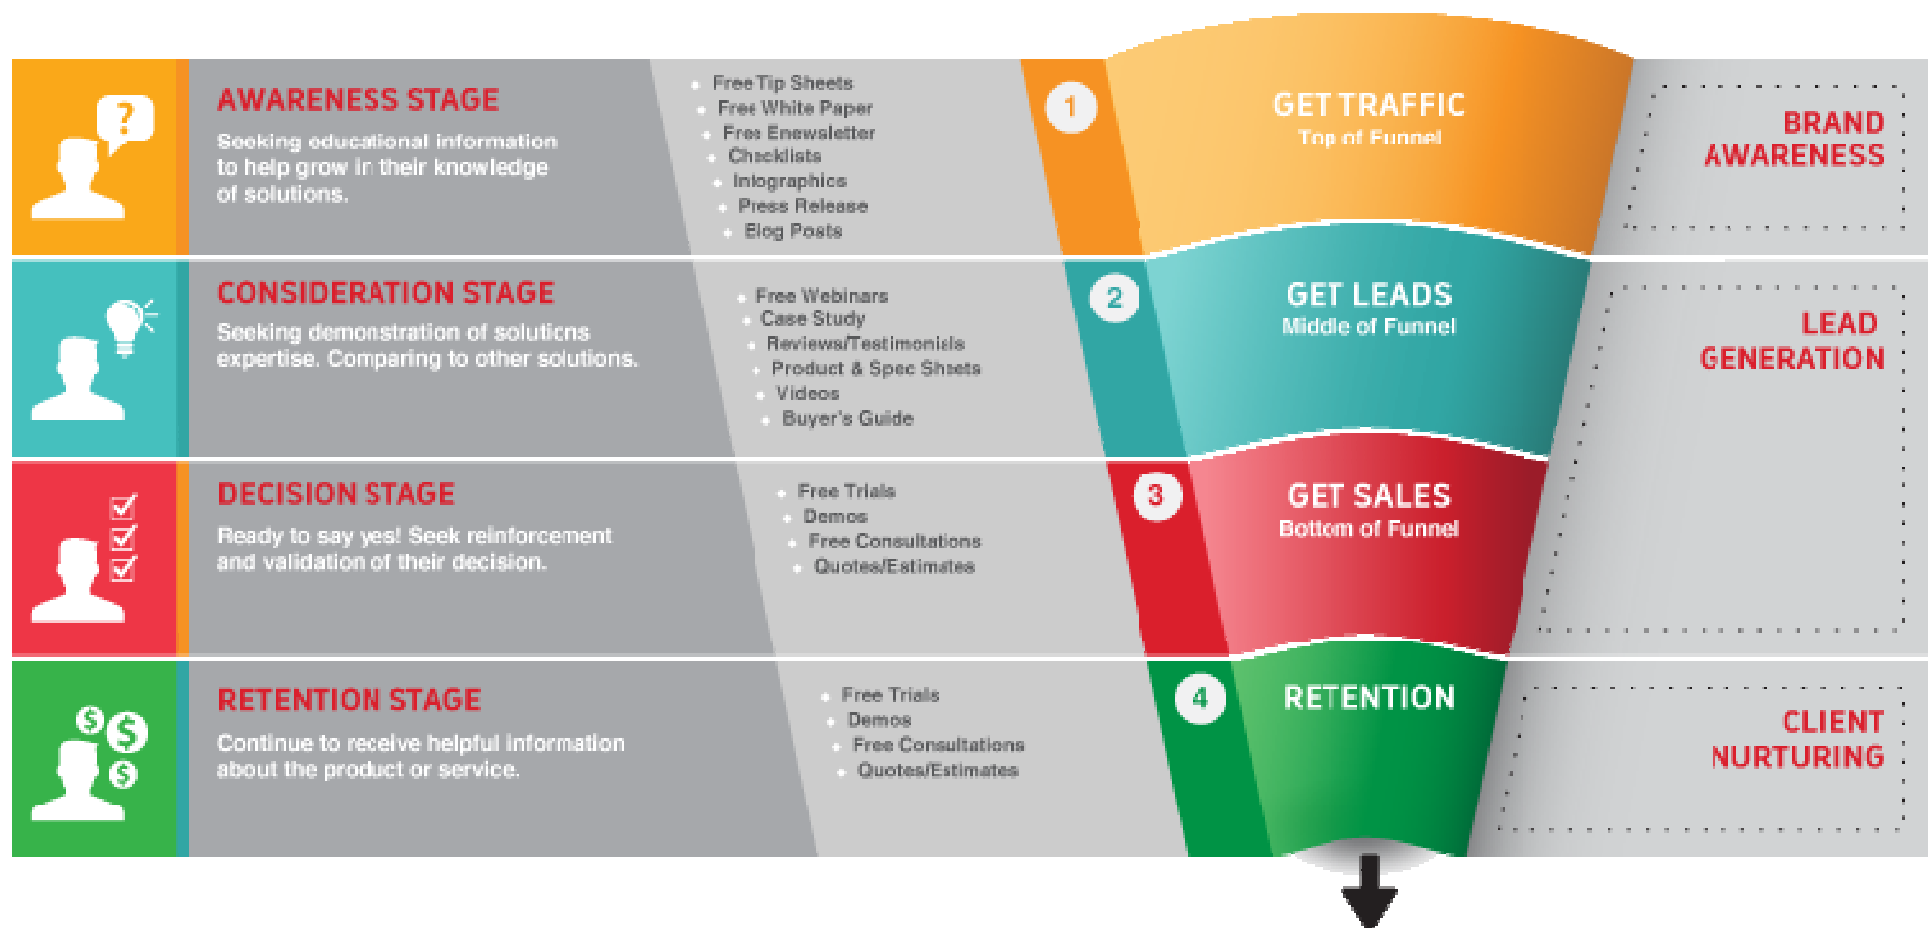 AWARENESS STAGE
Seeking educational information
to help grow in their knowledge
of solutions.
Free Tip Sheets
Free White Paper
Free Enewsletter
Checklists
Infographics
Press Release
Blog Posts
1
GET TRAFFIC
Top of Funnel
BRAND
AWARENESS
CONSIDERATION STAGE
Seeking demonstration of solutions
expertise. Comparing to other solutions.
Free Webinars
Case Study
Reviews/Testimonials
Product & Spec Sheets
Videos
Buyer's Guide
2
GET LEADS
Middle of Funnel
LEAD
GENERATION
DECISION STAGE
Ready to say yes! Seek reinforcement
and validation of their decision.
Free Trials
Demos
Free Consultations
Quotes/Estimates
3
GET SALES
Bottom of Funnel
RETENTION STAGE
Continue to receive helpful information
about the product or service.
Free Trials
Demos
Free Consultations
Quotes/Estimates
4
RETENTION
CLIENT
NURTURING